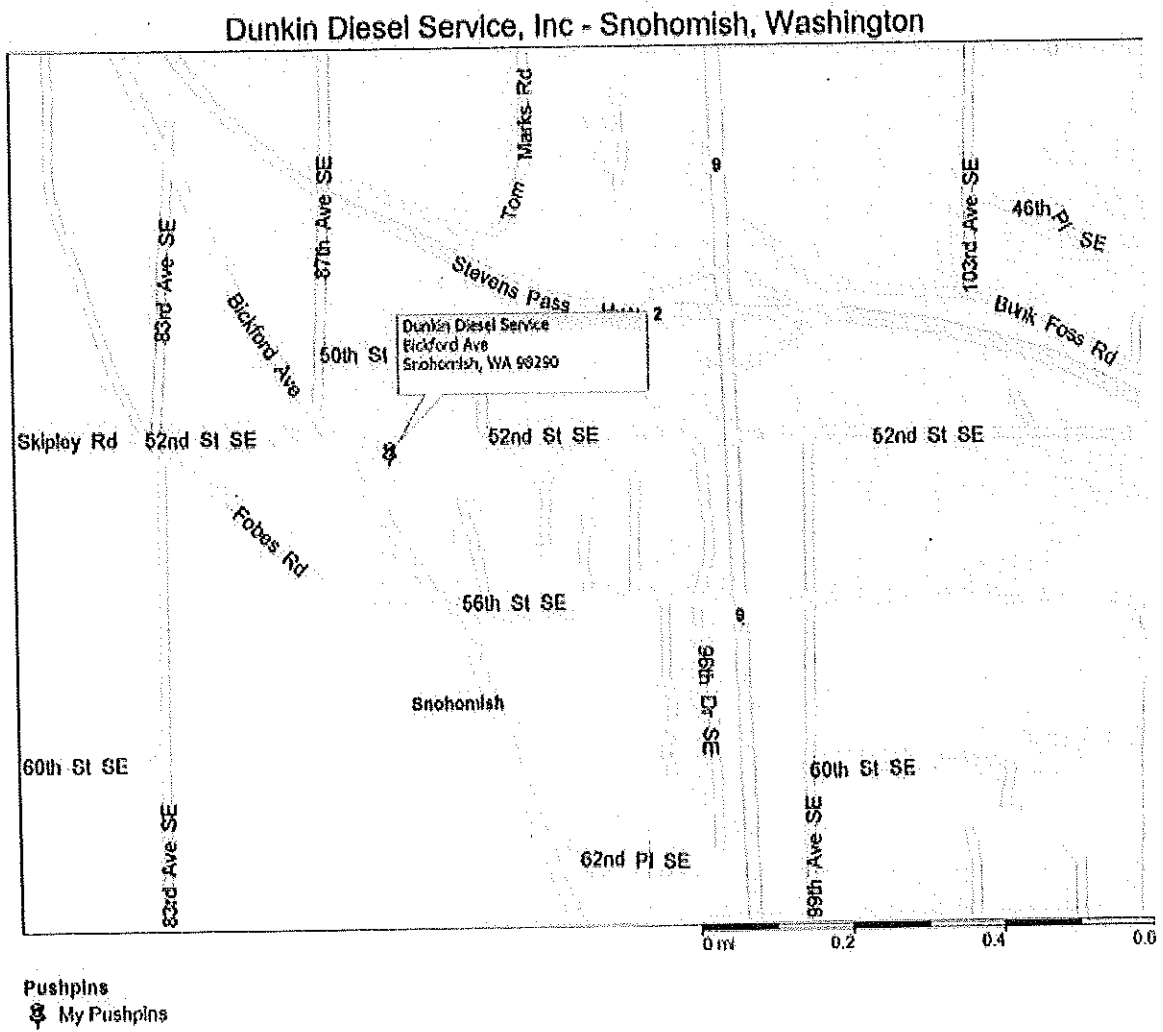 Dunkin Diesel Service, Inc - Snohomish, Washington
Tom Marks Rd
9
87th Ave SE
103rd Ave SE
46th Pl SE
83rd Ave SE
Bickford Ave
Stevens Pass
2
Bunk Foss Rd
Dunkin Diesel Service
Bickford Ave
Snohomish, WA 98290
50th St
Skipley Rd
52nd St SE
52nd St SE
52nd St SE
Fobes Rd
56th St SE
9
96th Dr SE
Snohomish
60th St SE
60th St SE
83rd Ave SE
99th Ave SE
62nd Pl SE
0 mi
0.2
0.4
0.6
Pushpins
My Pushpins